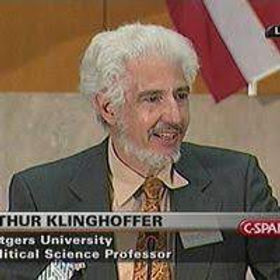 THUR KLINGHOFFER
C-SPAN
tgers University
litical Science Professor